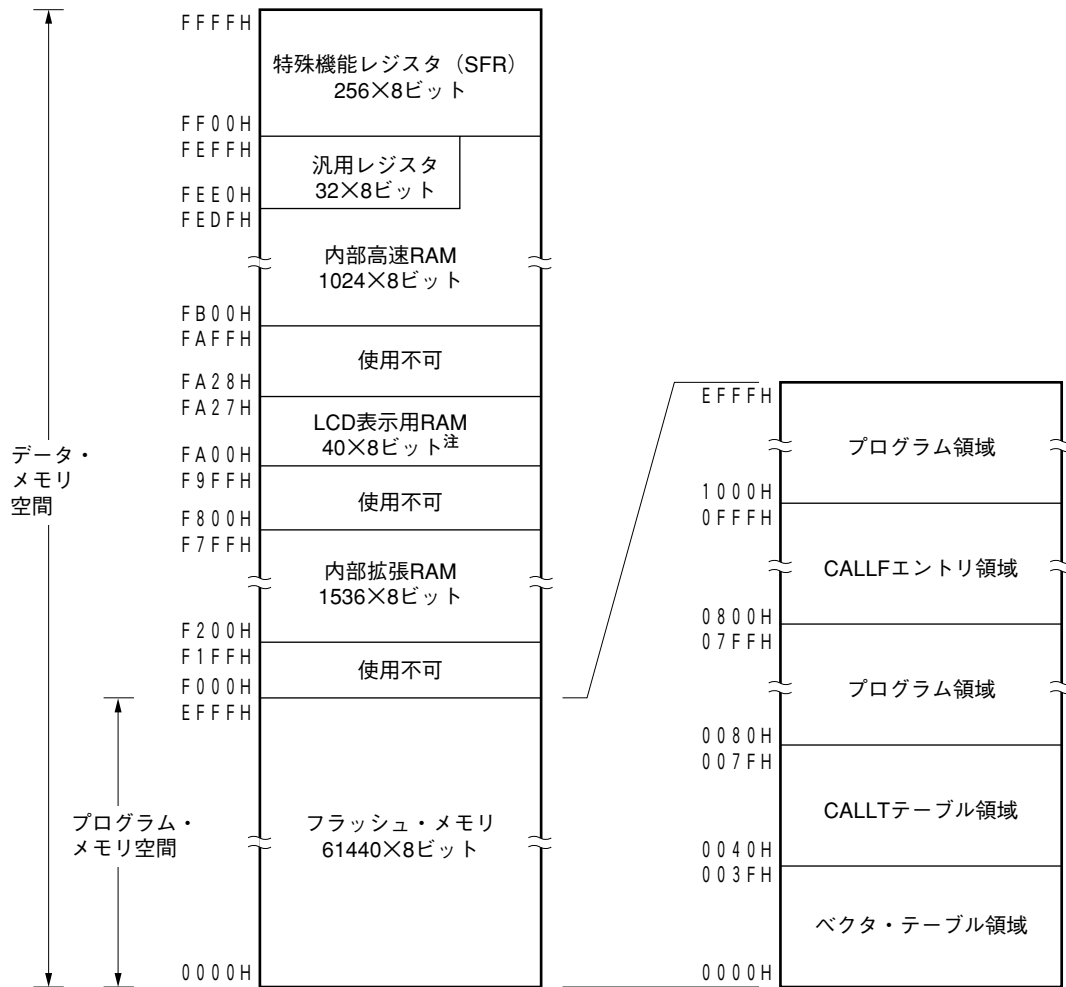 FFFFH
特殊機能レジスタ（SFR）
256×8ビット
FF00H
FEFFH
汎用レジスタ
32×8ビット
FEE0H
FEDFH
内部高速RAM
1024×8ビット
FB00H
FAFFH
使用不可
FA28H
FA27H
LCD表示用RAM
40×8ビット注
FA00H
F9FFH
使用不可
F800H
F7FFH
内部拡張RAM
1536×8ビット
F200H
F1FFH
使用不可
F000H
EFFFH
フラッシュ・メモリ
61440×8ビット
0000H
データ・
メモリ
空間
プログラム・
メモリ空間
EFFFH
プログラム領域
1000H
0FFFH
CALLFエントリ領域
0800H
07FFH
プログラム領域
0080H
007FH
CALLTテーブル領域
0040H
003FH
ベクタ・テーブル領域
0000H